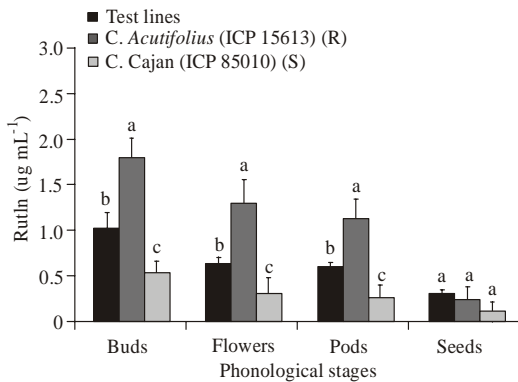 Test lines
C. Acutifolius (ICP 15613) (R)
C. Cajan (ICP 85010) (S)
3.0
2.5
2.0
1.5
1.0
0.5
0
Rutln (ug mL-1)
b a c
b a c
b a c
a a a
Buds Flowers Pods Seeds
Phonological stages